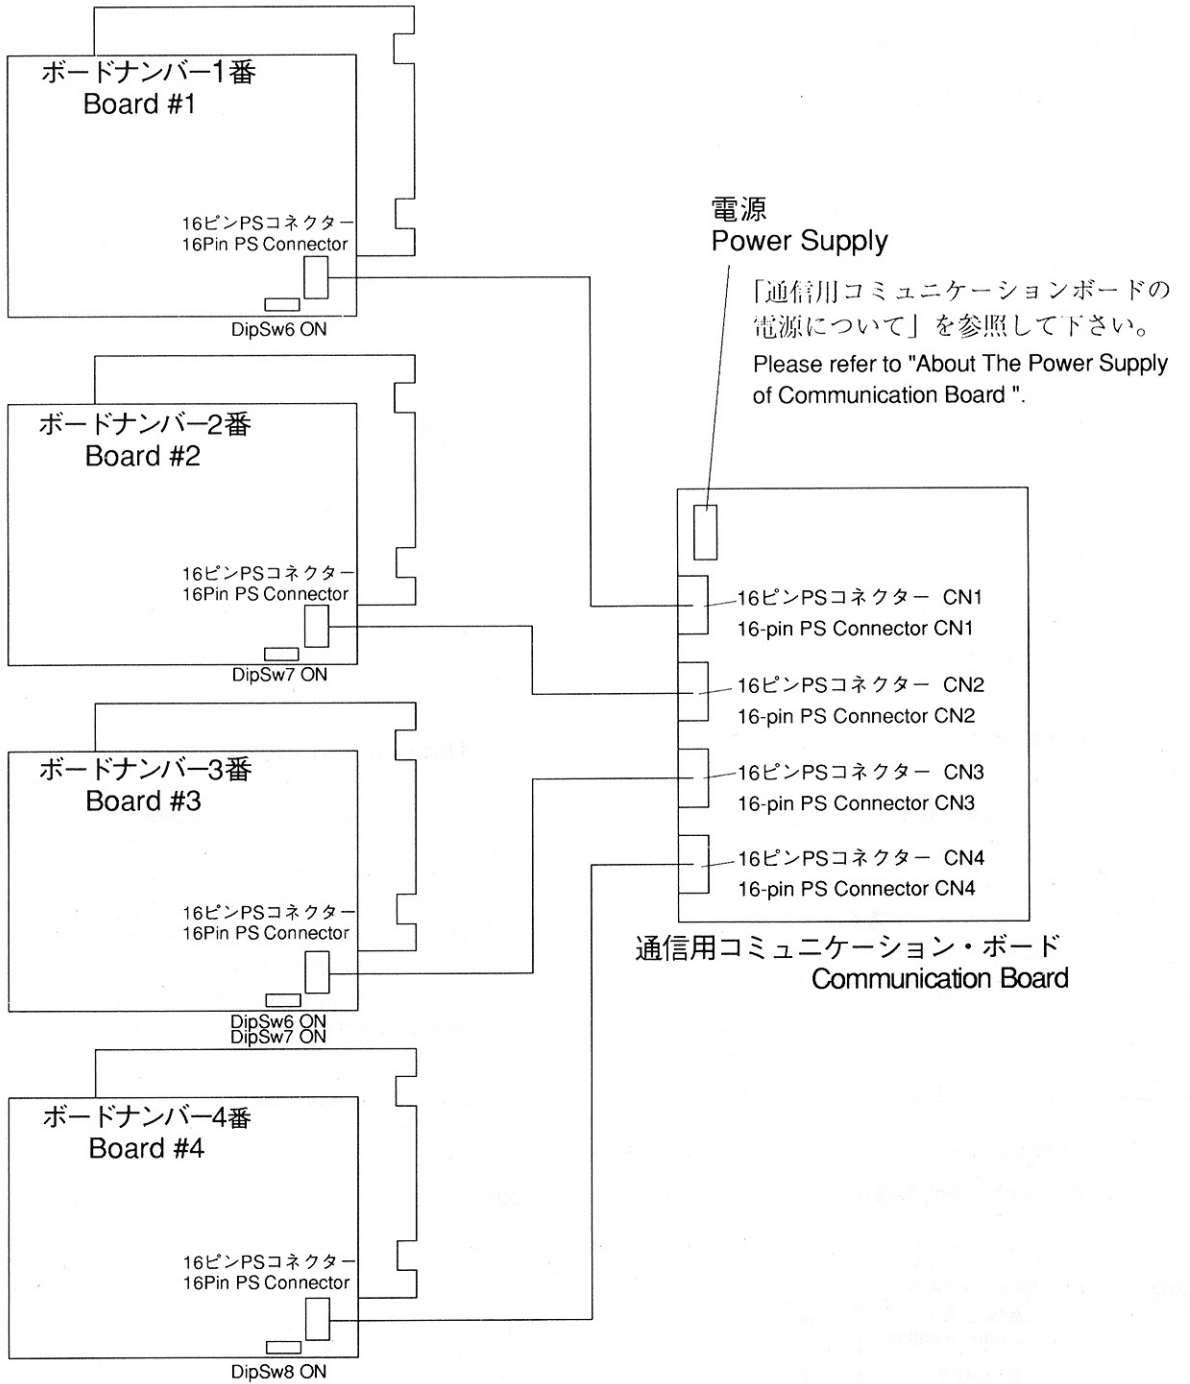 ボードナンバー1番
Board #1
16ピンPSコネクター
16Pin PS Connector
DipSw6 ON
ボードナンバー2番
Board #2
16ピンPSコネクター
16Pin PS Connector
DipSw7 ON
ボードナンバー3番
Board #3
16ピンPSコネクター
16Pin PS Connector
DipSw6 ON
DipSw7 ON
ボードナンバー4番
Board #4
16ピンPSコネクター
16Pin PS Connector
DipSw8 ON
電源
Power Supply
「通信用コミュニケーションボードの
電源について」を参照して下さい。
Please refer to "About The Power Supply
of Communication Board ".
16ピンPSコネクター CN1
16-pin PS Connector CN1
16ピンPSコネクター CN2
16-pin PS Connector CN2
16ピンPSコネクター CN3
16-pin PS Connector CN3
16ピンPSコネクター CN4
16-pin PS Connector CN4
通信用コミュニケーション・ボード
Communication Board